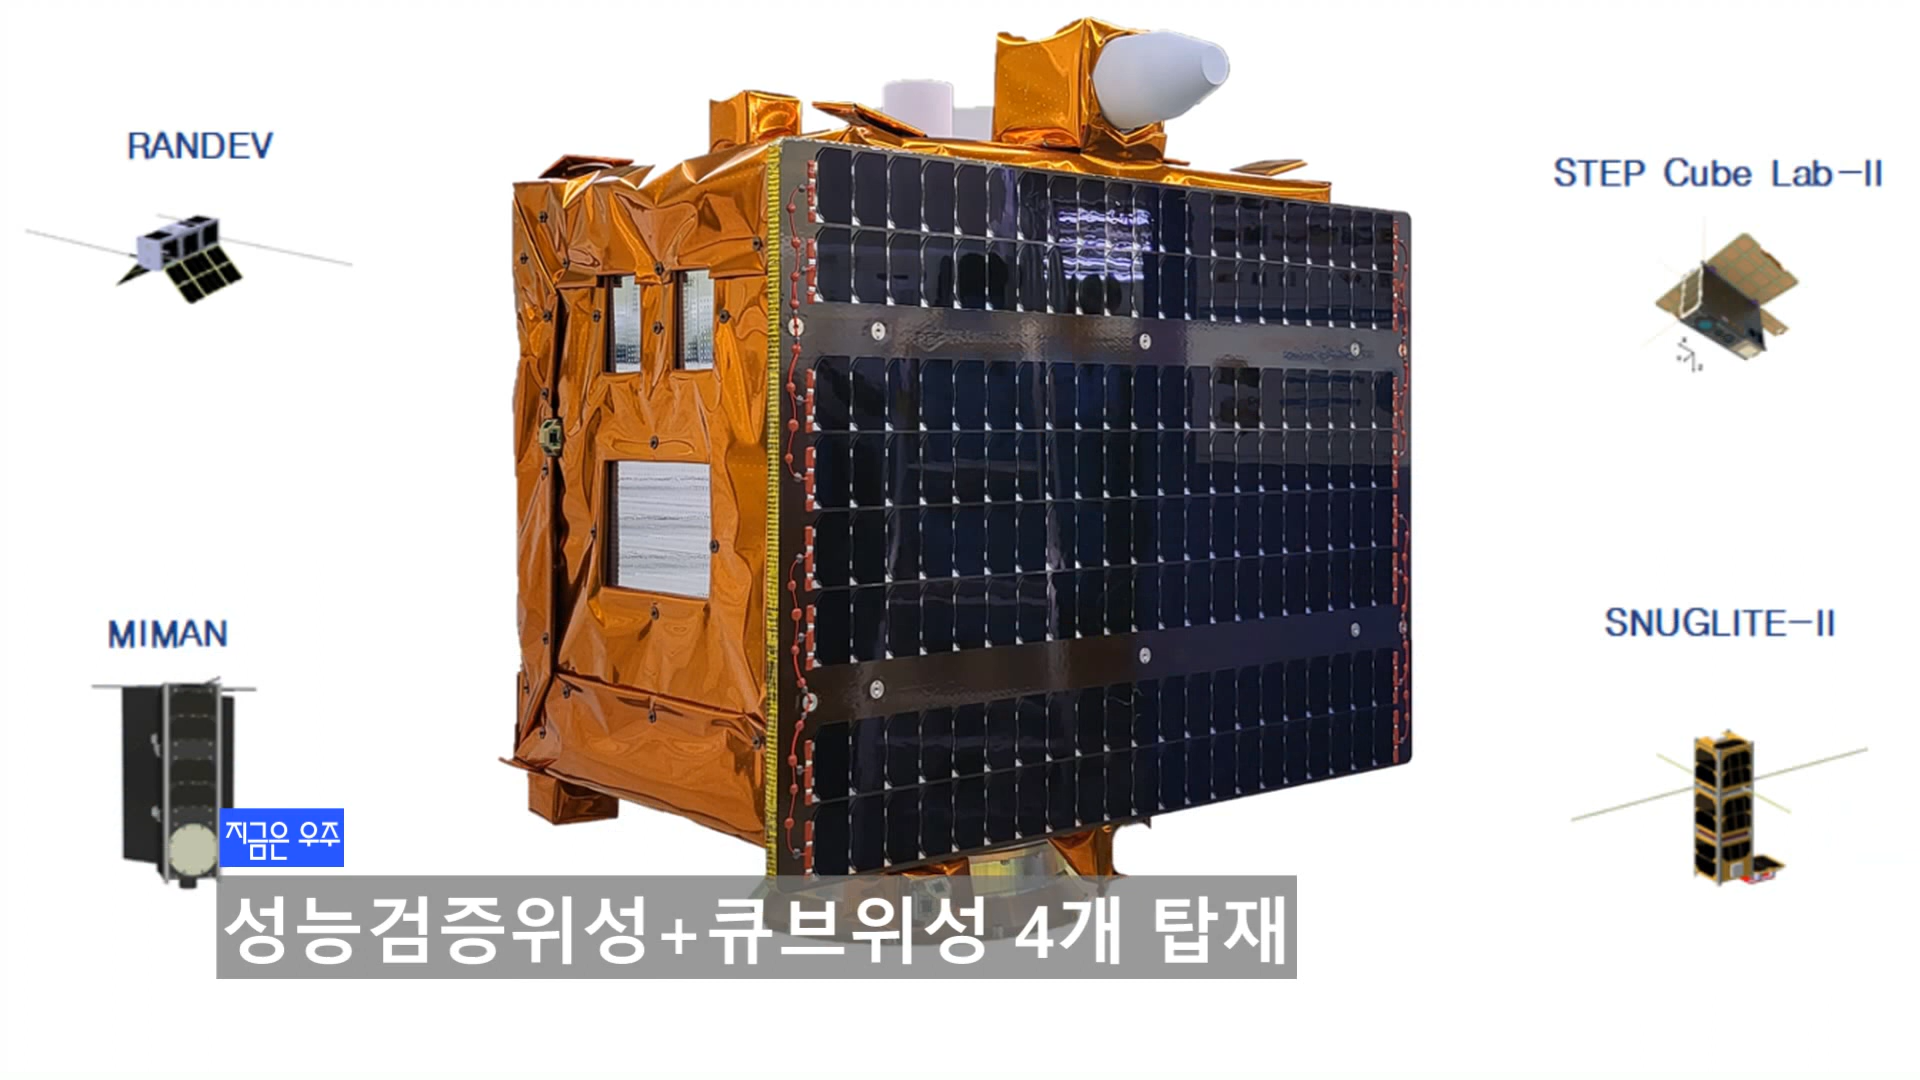 RANDEV
STEP Cube Lab-II
MIMAN
SNUGLITE-II
지금은 우주
성능검증위성+큐브위성 4개 탑재